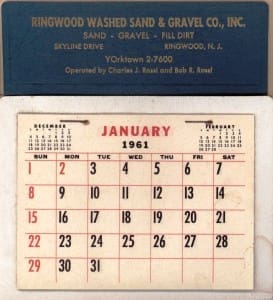 RINGWOOD WASHED SAND & GRAVEL CO., INC.
SAND - GRAVEL - FILL DIRT
SKYLINE DRIVE RINGWOOD, N. J.
YOrktown 2-7600
Operated by Charles J. Rossi and Bob R. Rossi
DECEMBER
JANUARY
1961
FEBRUARY
SUN MON TUE WED THU FRI SAT
1 2 3 4 5 6 7
8 9 10 11 12 13 14
15 16 17 18 19 20 21
22 23 24 25 26 27 28
29 30 31